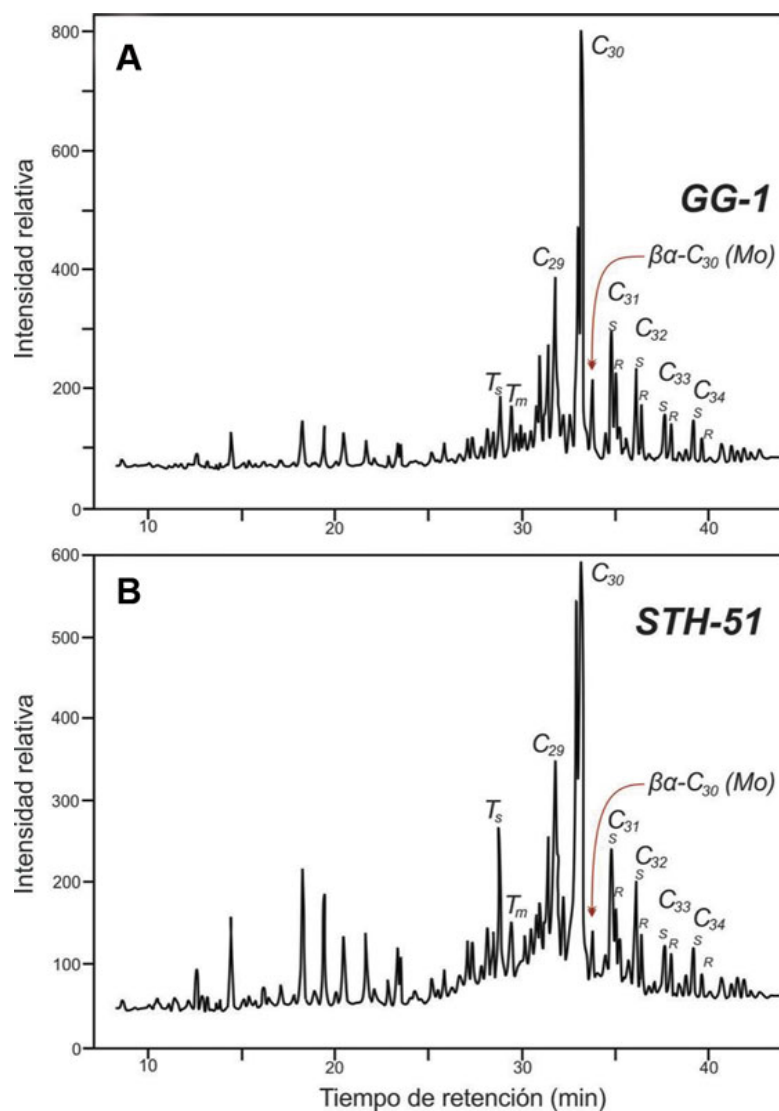 A
GG-1
Intensidad relativa
800
600
400
200
0
C30
C29
βα-C30 (Mo)
C31
S
R
C32
S
R
C33
S
R
C34
S
R
Ts
Tm
10
20
30
40
B
STH-51
Intensidad relativa
600
500
400
300
200
100
0
C30
C29
βα-C30 (Mo)
C31
S
R
C32
S
R
C33
S
R
C34
S
R
Ts
Tm
10
20
30
40
Tiempo de retención (min)